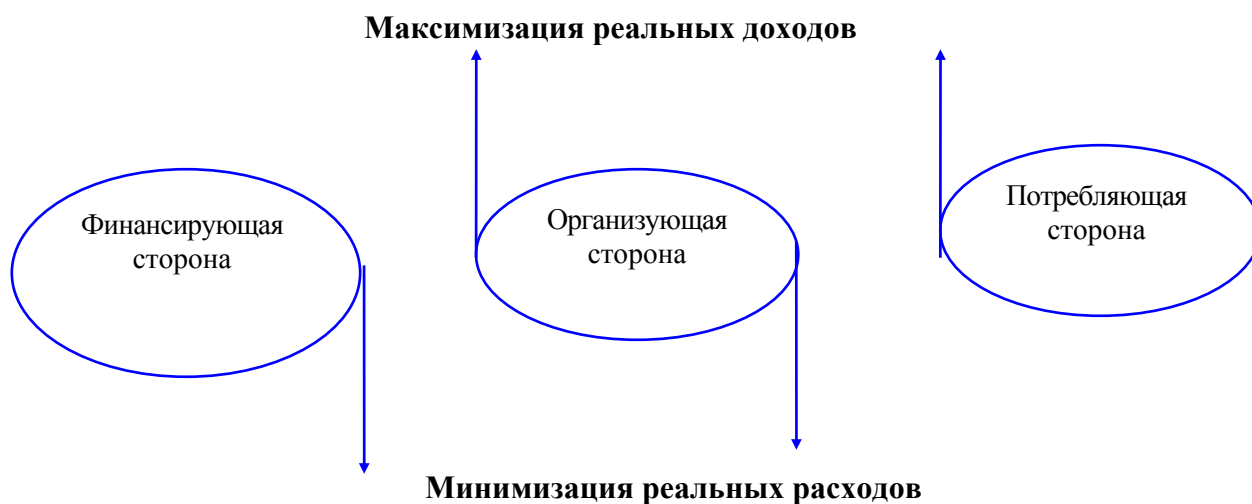 Максимизация реальных доходов
Финансирующая
сторона
Организующая
сторона
Потребляющая
сторона
Минимизация реальных расходов